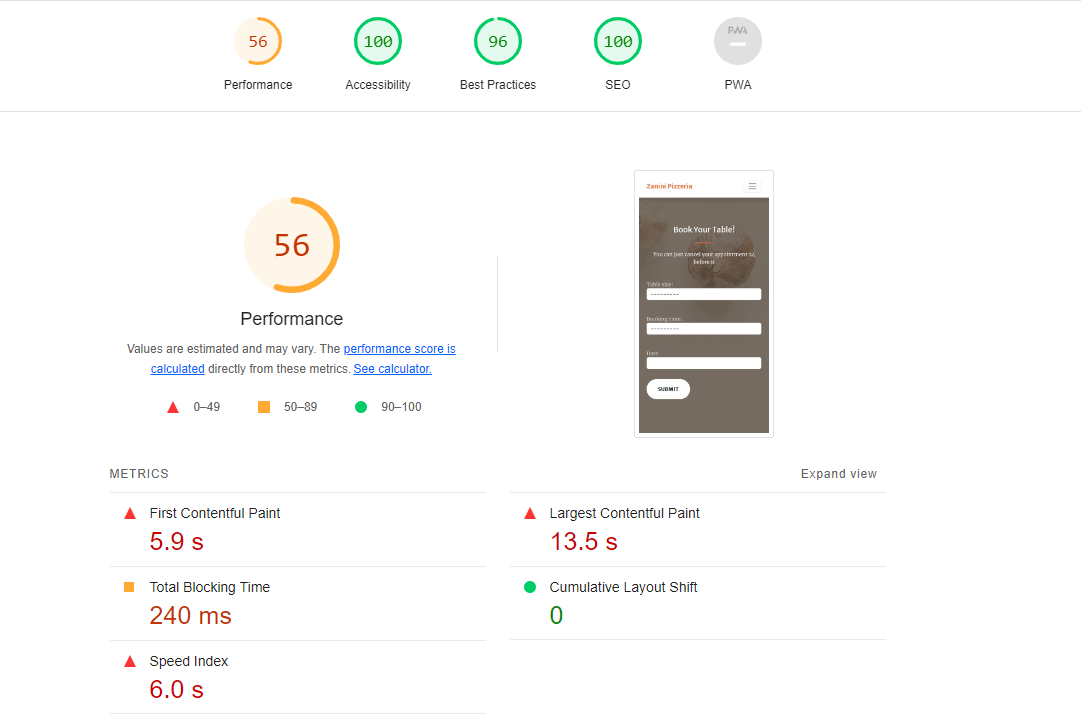 56
100
96
100
PWA
Performance
Accessibility
Best Practices
SEO
PWA
56
Performance
Values are estimated and may vary. The performance score is
calculated directly from these metrics. See calculator.
0–49
50–89
90–100
Zanini Pizzeria
Book Your Table!
You can just cancel your appointment
before it
Table size:
---------
Booking time:
---------
Date
SUBMIT
METRICS
Expand view
First Contentful Paint
5.9 s
Largest Contentful Paint
13.5 s
Total Blocking Time
240 ms
Cumulative Layout Shift
0
Speed Index
6.0 s